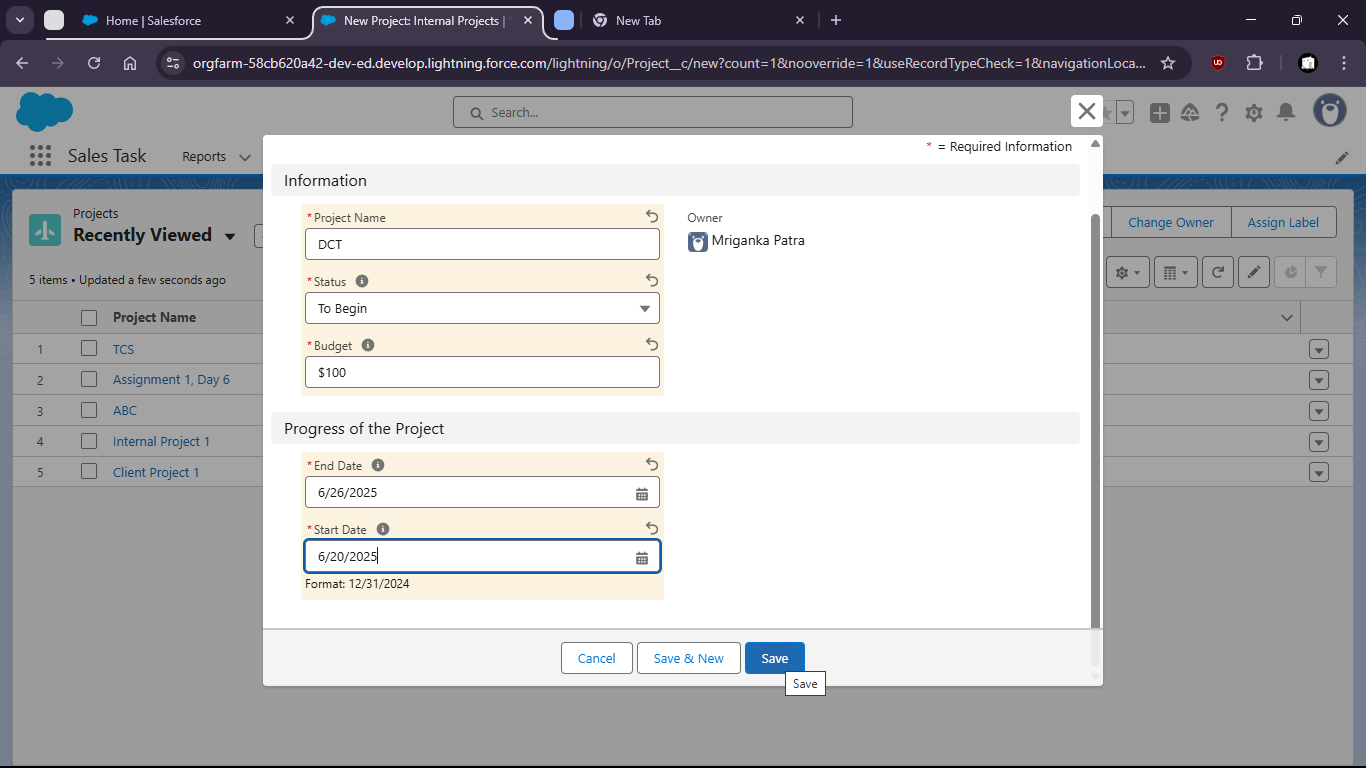 Home | Salesforce
New Project: Internal Projects |
New Tab
orgfarm-58cb620a42-dev-ed.develop.lightning.force.com/lightning/o/Project__c/new?count=1&nooverride=1&useRecordTypeCheck=1&navigationLoca...
Search...
Sales Task
Reports
* = Required Information
Information
Projects
Recently Viewed
Change Owner
Assign Label
5 items • Updated a few seconds ago
Project Name
1 TCS
2 Assignment 1, Day 6
3 ABC
4 Internal Project 1
5 Client Project 1
*Project Name
DCT
Owner
Mriganka Patra
*Status
To Begin
*Budget
$100
Progress of the Project
*End Date
6/26/2025
*Start Date
6/20/2025
Format: 12/31/2024
Cancel
Save & New
Save
Save